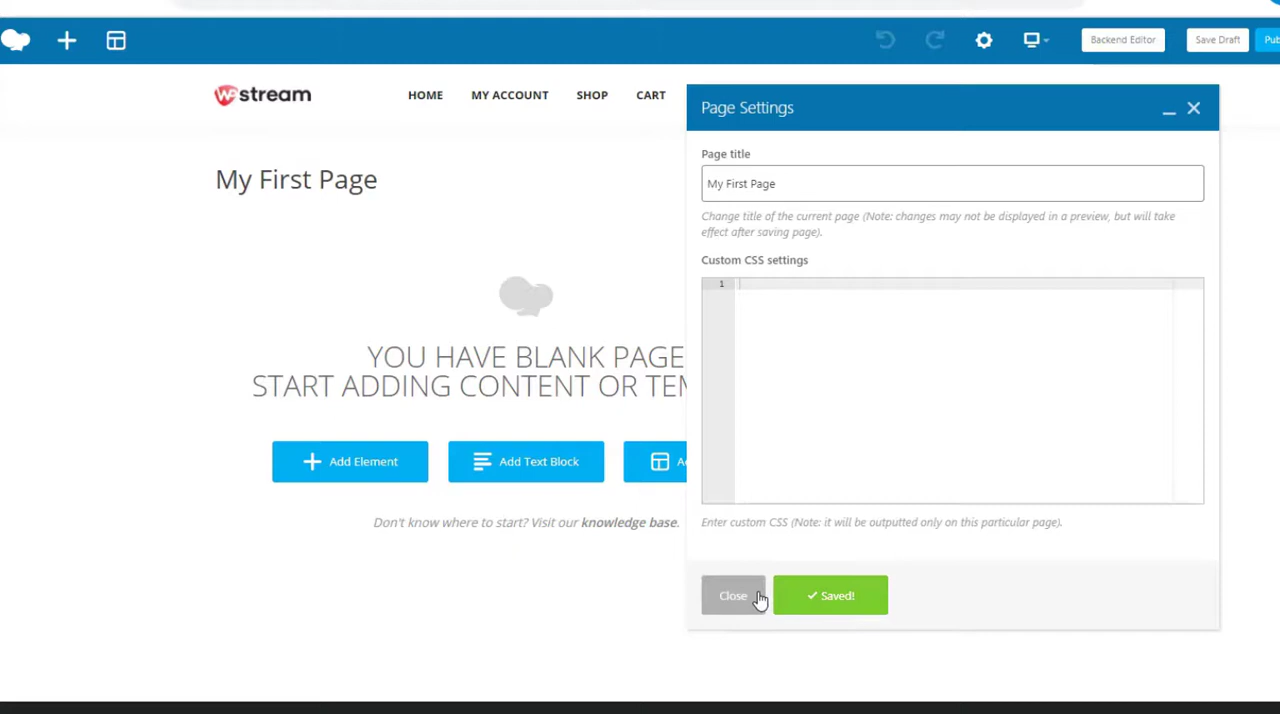 Backend Editor
Save Draft
Pub
WPstream
HOME
MY ACCOUNT
SHOP
CART
My First Page
YOU HAVE BLANK PAGE
START ADDING CONTENT OR TEM
Add Element
Add Text Block
A
Don't know where to start? Visit our knowledge base.
Page Settings
Page title
My First Page
Change title of the current page (Note: changes may not be displayed in a preview, but will take
effect after saving page).
Custom CSS settings
1
Enter custom CSS (Note: it will be outputted only on this particular page).
Close
Saved!